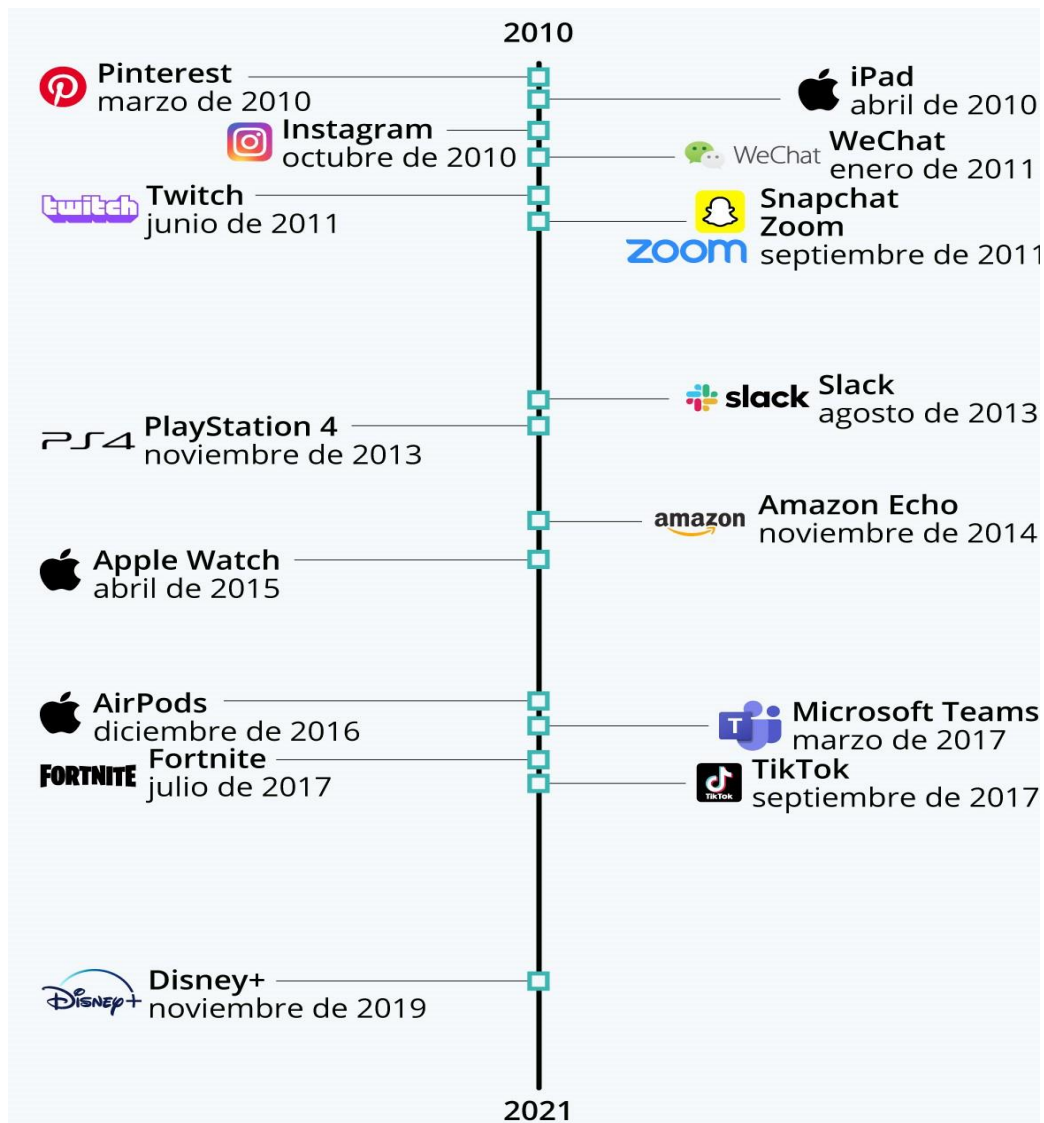 2010
Pinterest
marzo de 2010
iPad
abril de 2010
Instagram
octubre de 2010
WeChat
WeChat
enero de 2011
twitch
Twitch
junio de 2011
Snapchat
Zoom
zoom
septiembre de 2011
slack
Slack
agosto de 2013
PS4
PlayStation 4
noviembre de 2013
amazon
Amazon Echo
noviembre de 2014
Apple Watch
abril de 2015
AirPods
diciembre de 2016
T
Microsoft Teams
marzo de 2017
FORTNITE
Fortnite
julio de 2017
TikTok
TikTok
septiembre de 2017
Disney+
Disney+
noviembre de 2019
2021